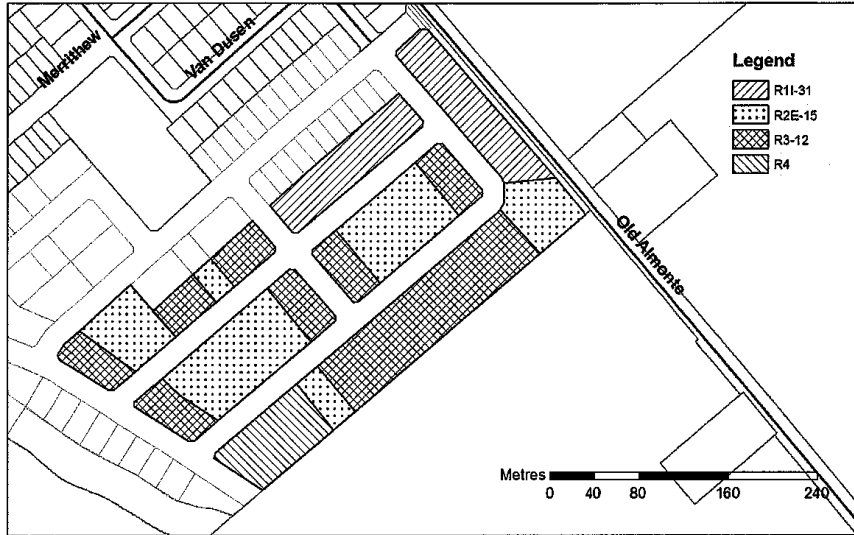 Merrithew
Van Dusen
Legend
R1I-31
R2E-15
R3-12
R4
Old Almonte
Metres
0 40 80 160 240